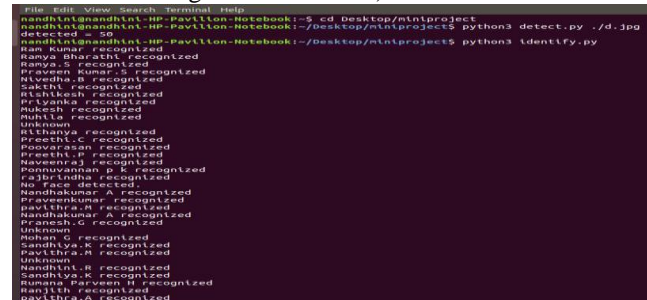 File Edit View Search Terminal Help
nandhini@nandhini-HP-Pavilion-Notebook:~$ cd Desktop/miniproject
nandhini@nandhini-HP-Pavilion-Notebook:~/Desktop/miniproject$ python3 detect.py ./d.jpg
detected = 50
nandhini@nandhini-HP-Pavilion-Notebook:~/Desktop/miniproject$ python3 identify.py
Ram Kumar recognized
Ramya Bharathi recognized
Ramya.S recognized
Praveen Kumar.S recognized
Nivedha.B recognized
Sakthi recognized
Rishikesh recognized
Priyanka recognized
Mukesh recognized
Muhila recognized
Unknown
Rithanya recognized
Preethi.C recognized
Poovarasan recognized
Preethi.P recognized
Naveenraj recognized
Ponnuvannan p k recognized
rajbrindha recognized
No face detected.
Nandhakumar A recognized
Praveenkumar recognized
pavithra.M recognized
Nandhakumar A recognized
Pranesh.G recognized
Unknown
Mohan G recognized
Sandhiya.K recognized
Pavithra.M recognized
Unknown
Nandhini.R recognized
Sandhiya.K recognized
Rumana Parveen H recognized
Ranjith recognized
pavithra.A recognized